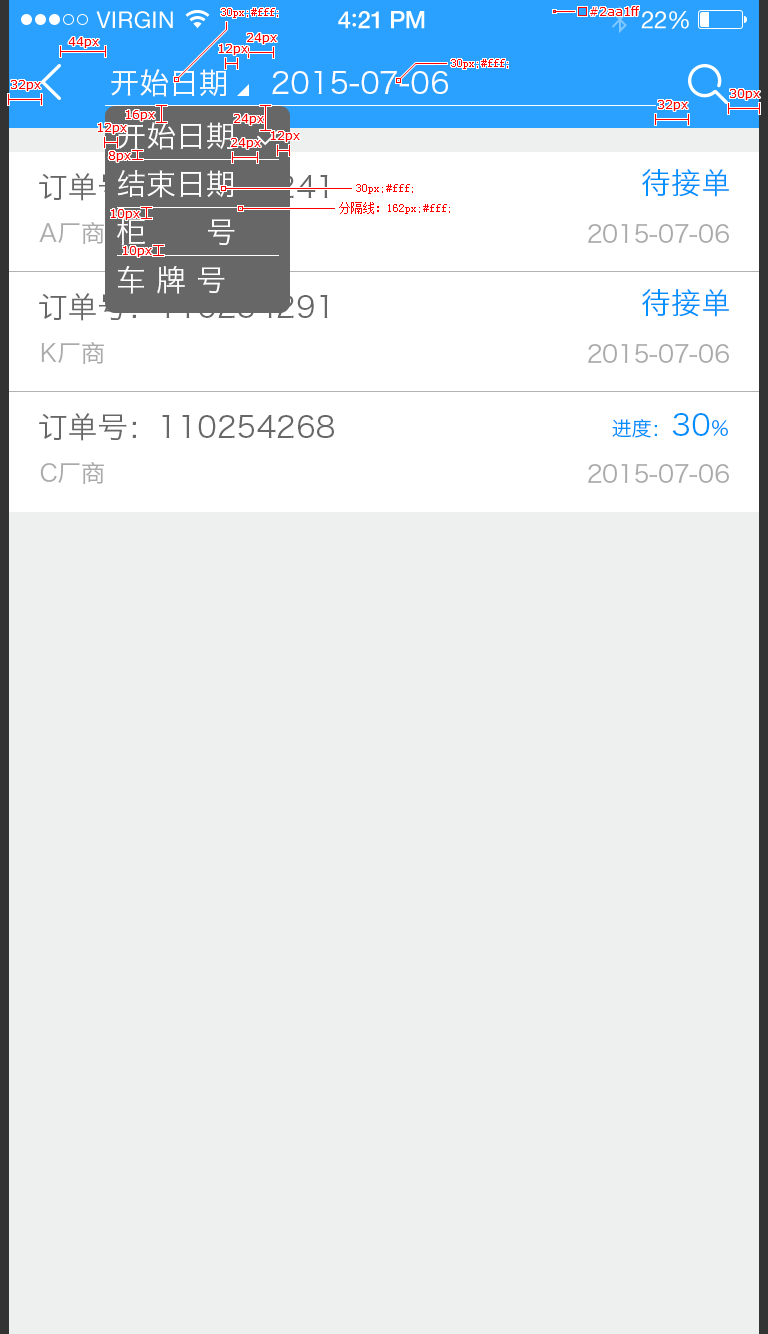 VIRGIN 4:21 PM 22%
30px;#fff;
#2aa1ff
44px
12px
24px
30px;#fff;
32px
开始日期 2015-07-06
30px
32px
16px
24px
12px
开始日期
12px
8px
24px
订单号 241 待接单
结束日期
30px;#fff;
分隔线：162px;#fff;
10px
A厂商 2015-07-06
柜 号
10px
车 牌 号
订单号： 291 待接单
K厂商 2015-07-06
订单号：110254268 进度：30%
C厂商 2015-07-06